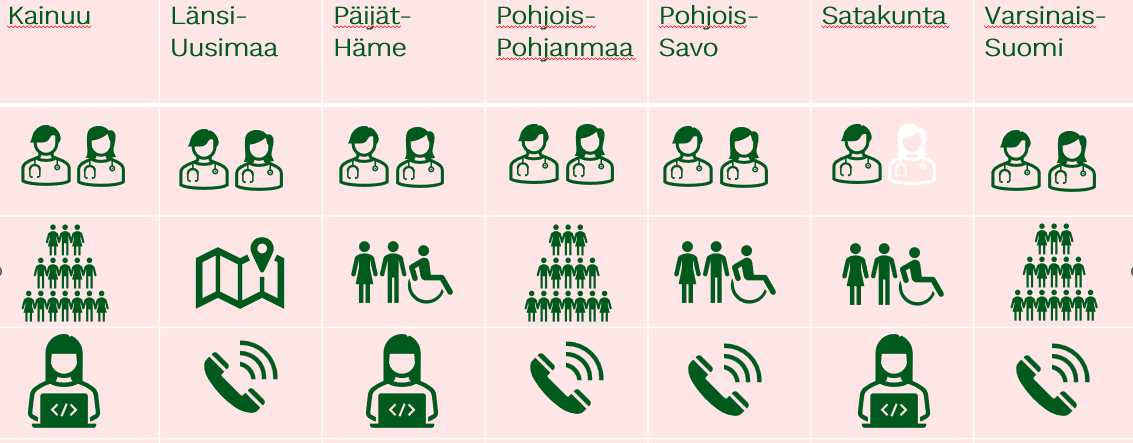 Kainuu
Länsi-
Uusimaa
Päijät-
Häme
Pohjois-
Pohjanmaa
Pohjois-
Savo
Satakunta
Varsinais-
Suomi